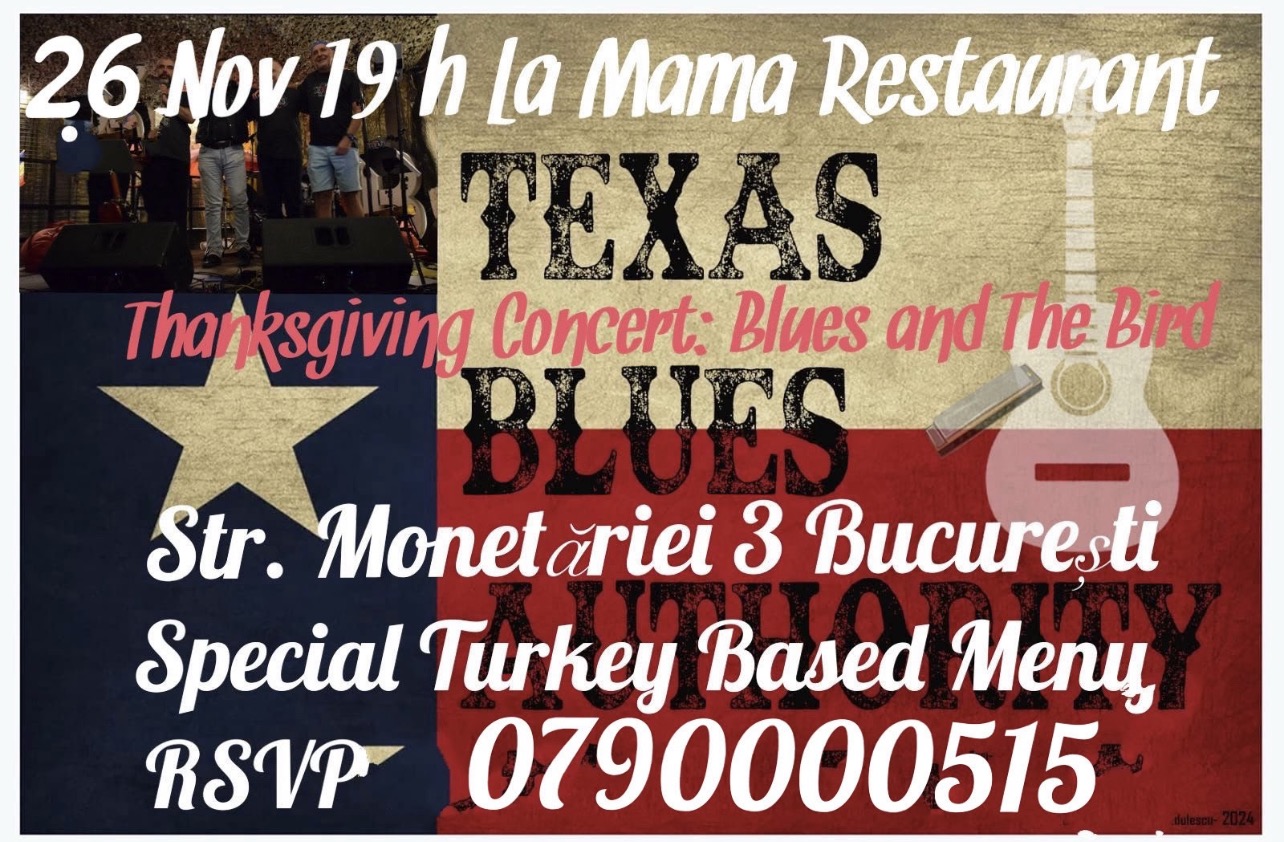 26 Nov 19 h La Mama Restaurant
TEXAS
Thanksgiving Concert: Blues and The Bird
BLUES
Str. Monetăriei 3 București
AUTHORITY
Special Turkey Based Menu
RSVP 0790000515
dulescu- 2024